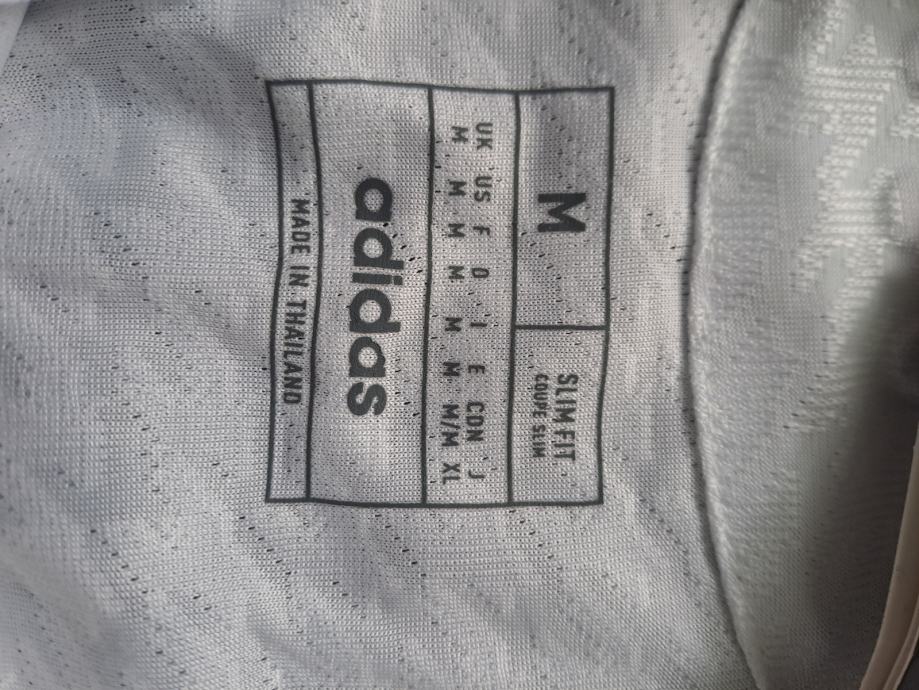 M
SLIM FIT
COUPE SLIM
UK US F D I E CDN J
M M M M M M M/M XL
adidas
MADE IN THAILAND